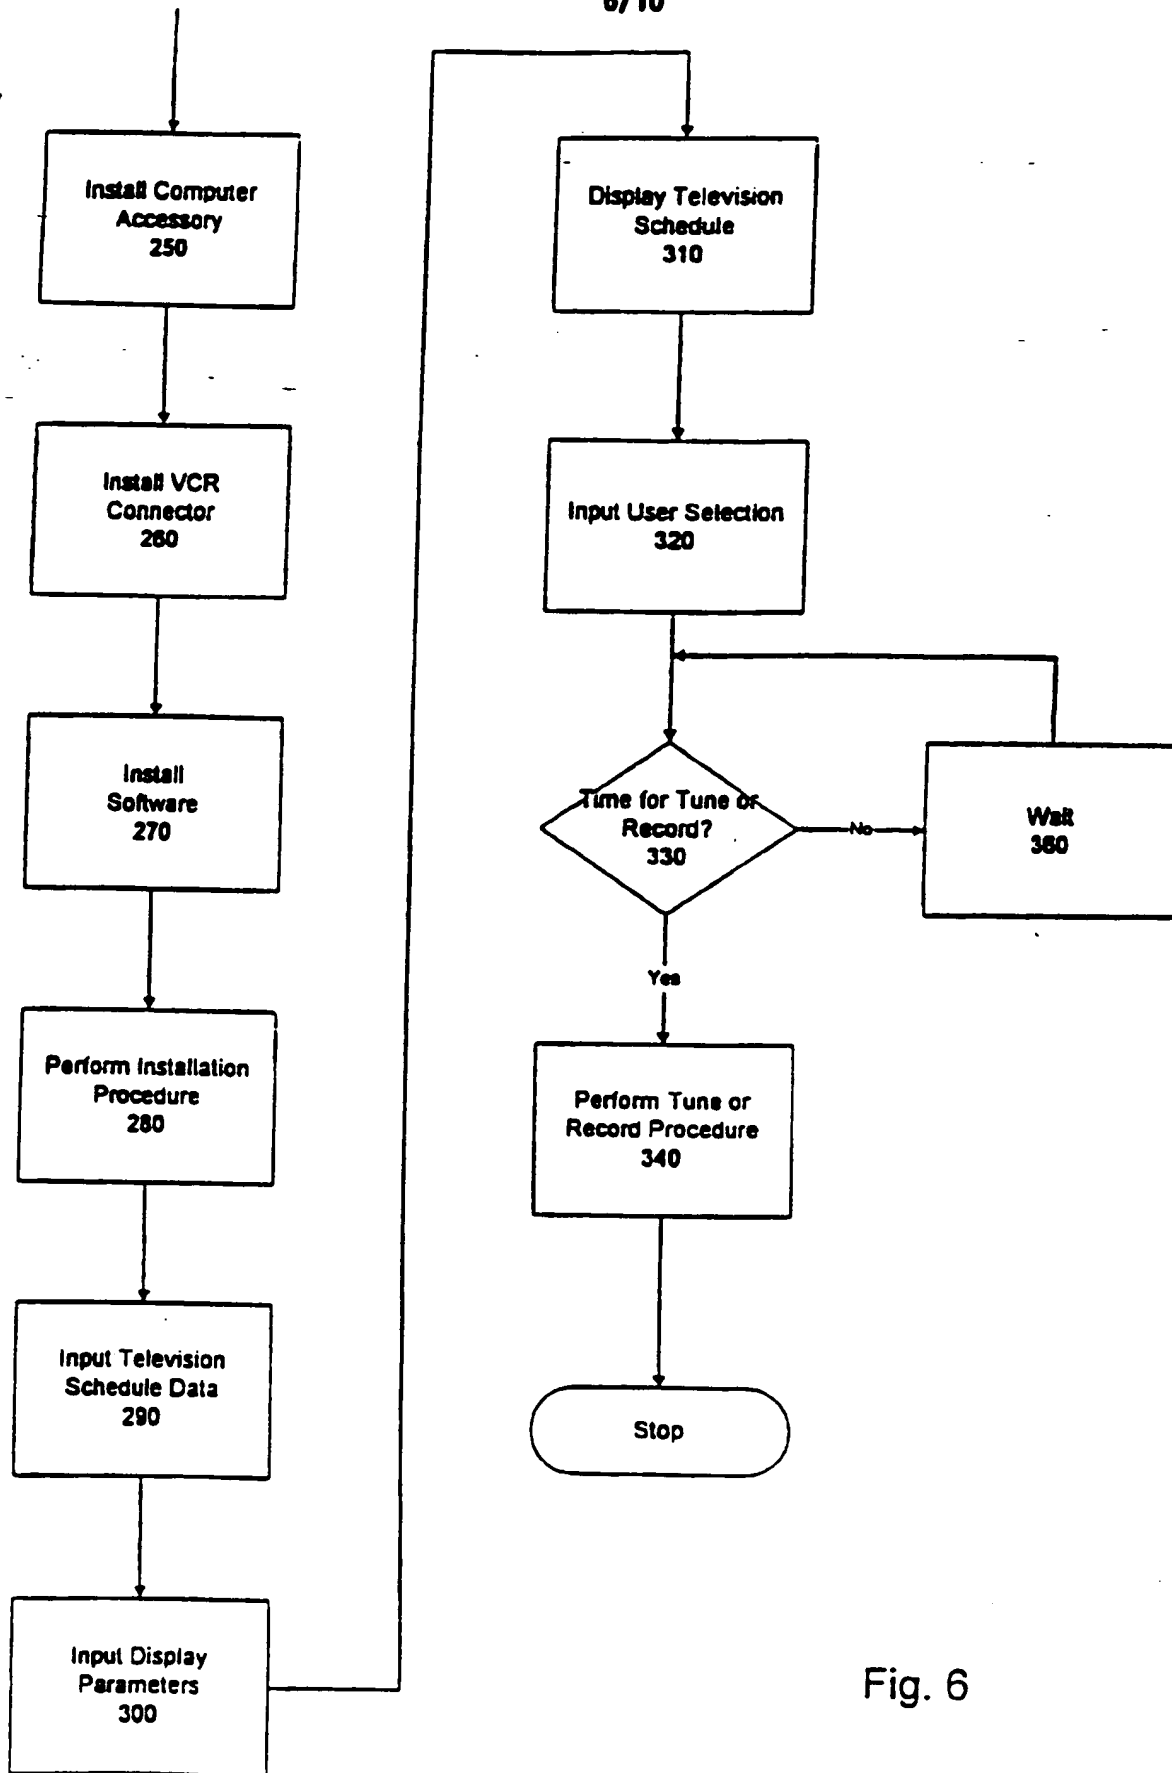 6/10
Install Computer
Accessory
250
Install VCR
Connector
260
Install
Software
270
Perform Installation
Procedure
280
Input Television
Schedule Data
290
Input Display
Parameters
300
Display Television
Schedule
310
Input User Selection
320
Time for Tune or
Record?
330
No
Wait
360
Yes
Perform Tune or
Record Procedure
340
Stop
Fig. 6